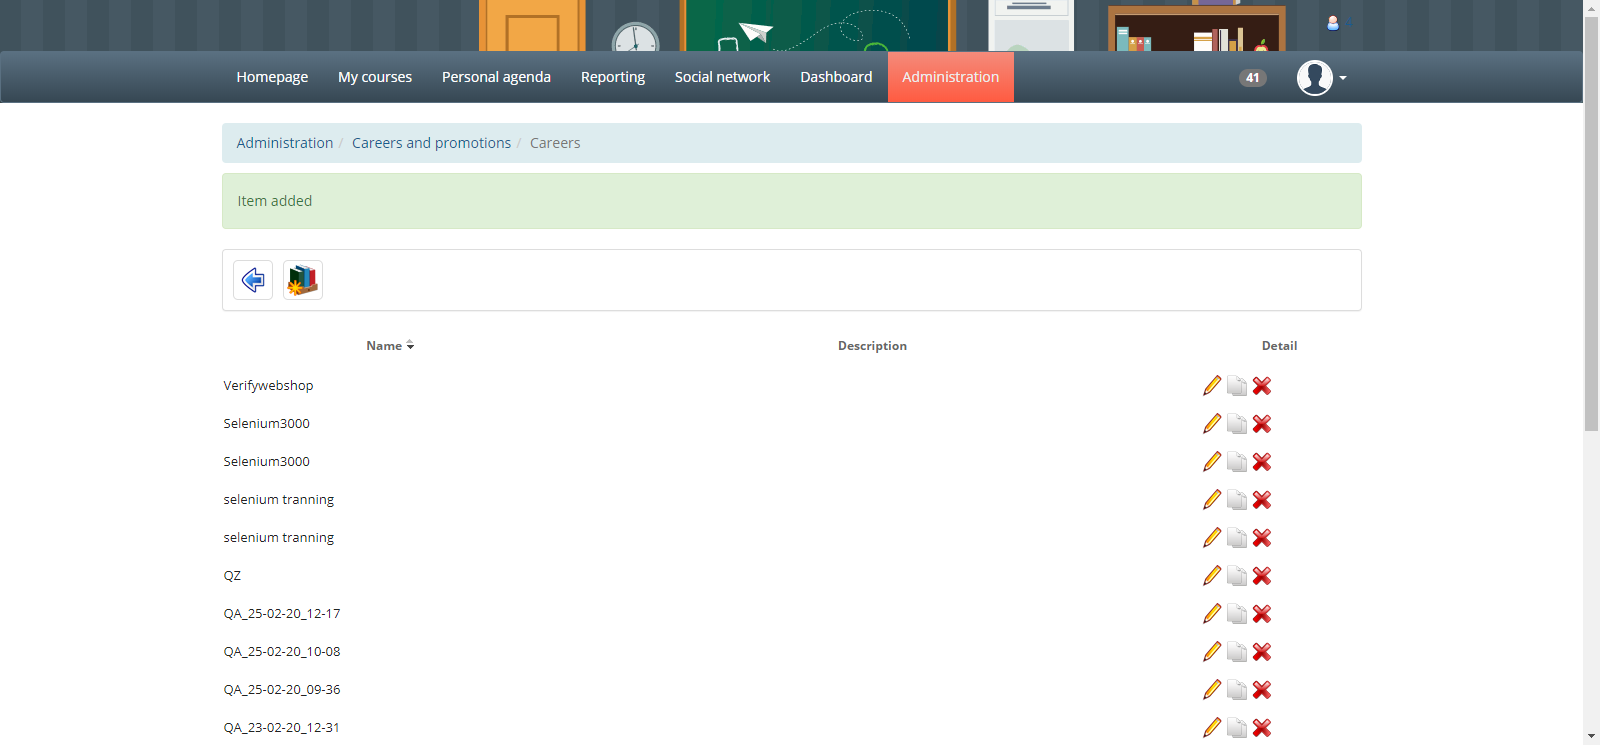 Homepage My courses Personal agenda Reporting Social network Dashboard Administration 41
Administration / Careers and promotions / Careers
Item added
Name Description Detail
Verifywebshop
Selenium3000
Selenium3000
selenium tranning
selenium tranning
QZ
QA_25-02-20_12-17
QA_25-02-20_10-08
QA_25-02-20_09-36
QA_23-02-20_12-31